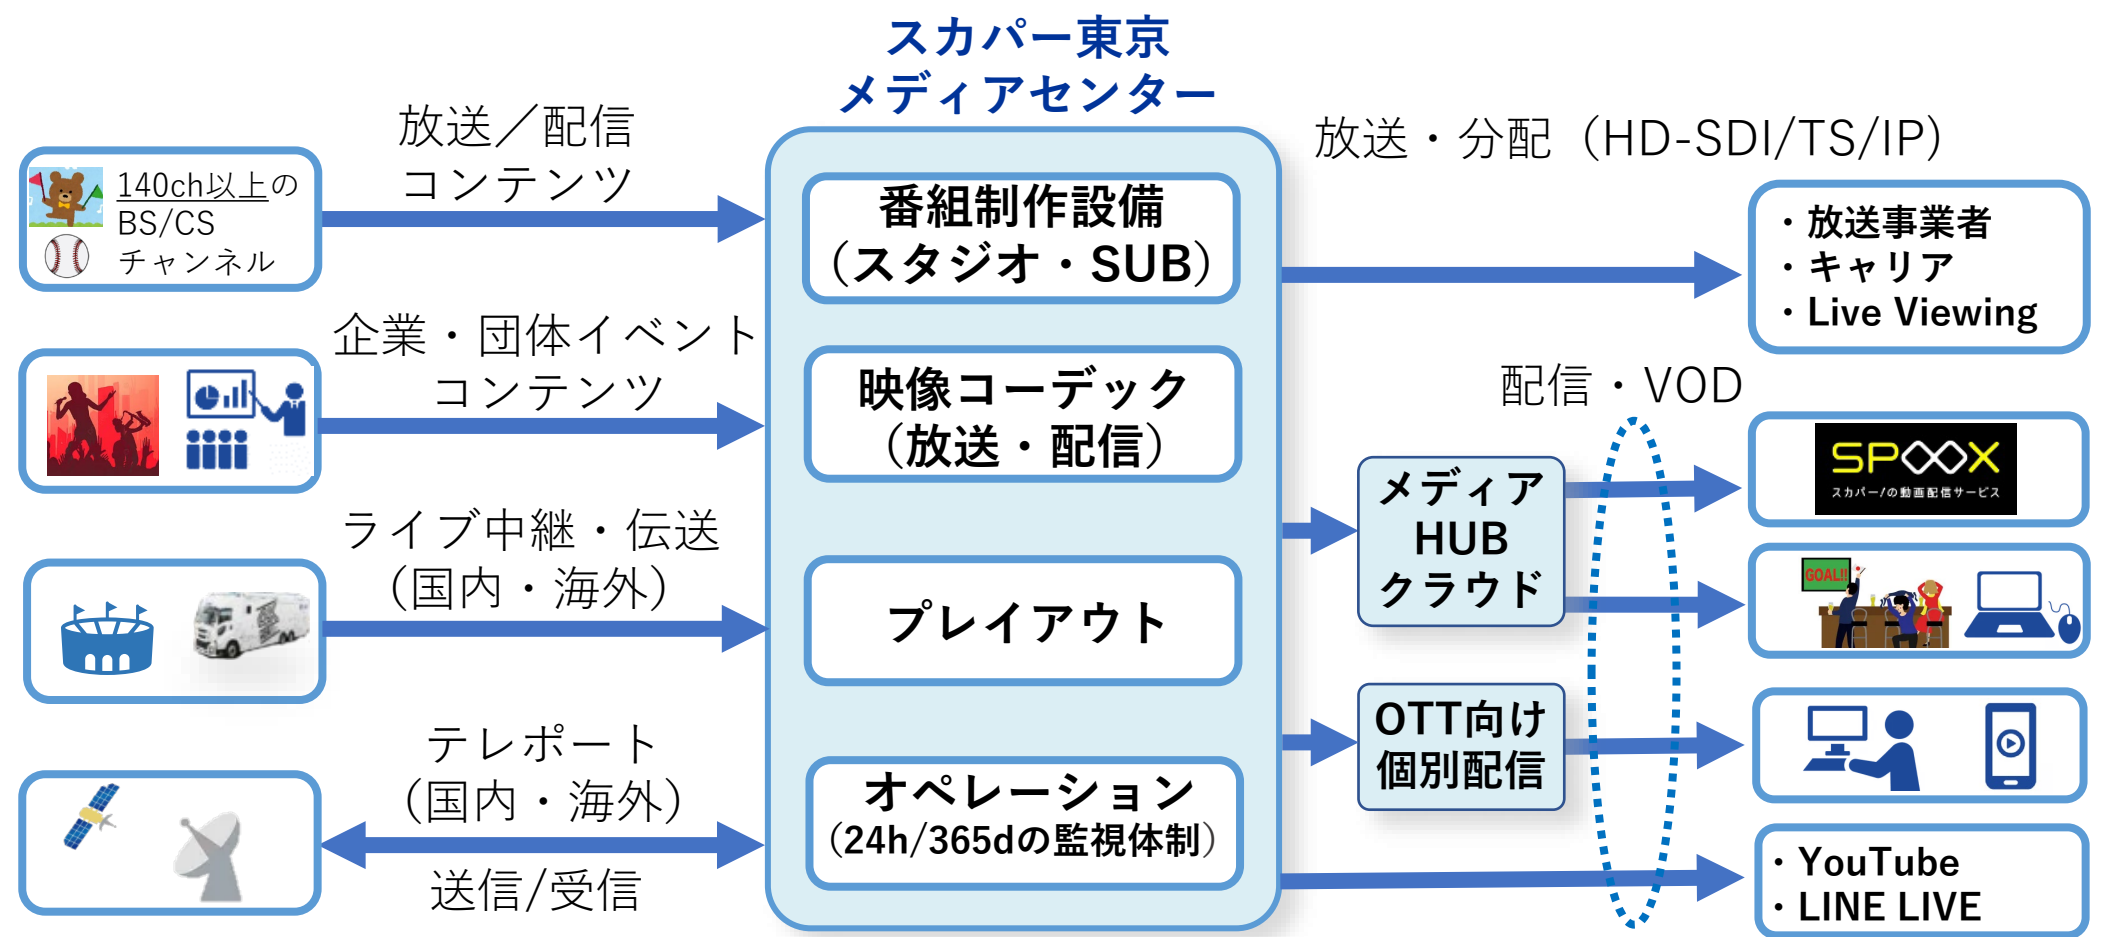 スカパー東京
メディアセンター
放送／配信
コンテンツ
140ch以上の
BS/CS
チャンネル
企業・団体イベント
コンテンツ
ライブ中継・伝送
（国内・海外）
テレポート
（国内・海外）
送信/受信
番組制作設備
（スタジオ・SUB）
映像コーデック
（放送・配信）
プレイアウト
オペレーション
（24h/365dの監視体制）
放送・分配（HD-SDI/TS/IP）
・放送事業者
・キャリア
・Live Viewing
配信・VOD
メディア
HUB
クラウド
OTT向け
個別配信
SPOOX
スカパー!の動画配信サービス
GOAL!!
・YouTube
・LINE LIVE